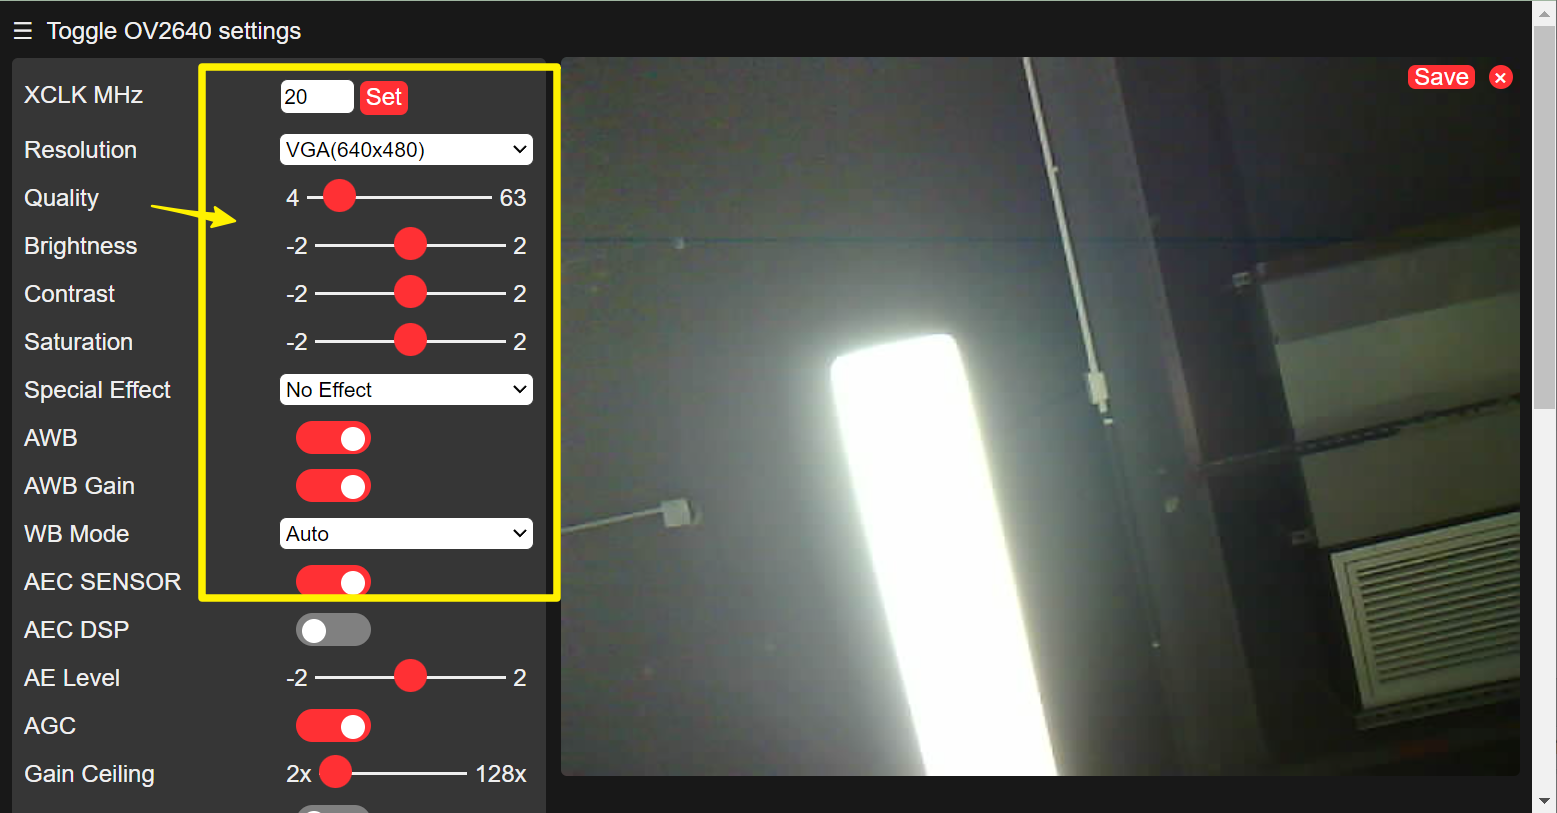 ☰ Toggle OV2640 settings
XCLK MHz 20 Set
Resolution VGA(640x480)
Quality 4 63
Brightness -2 2
Contrast -2 2
Saturation -2 2
Special Effect No Effect
AWB
AWB Gain
WB Mode Auto
AEC SENSOR
AEC DSP
AE Level -2 2
AGC
Gain Ceiling 2x 128x
Save ×